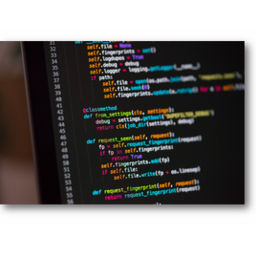 self.file = None
self.fingerprints = set()
self.logdupes = True
self.debug = debug
self.logger = logging.getLogger(__name__)
if path:
self.file = open(os.path.join(path,
self.file.seek(0)
self.fingerprints.update(
@classmethod
def from_settings(cls, settings):
debug = settings.getbool(
return cls(job_dir(settings), debug)
def request_seen(self, request):
fp = self.request_fingerprint(request)
if fp in self.fingerprints:
return True
self.fingerprints.add(fp)
if self.file:
self.file.write(fp + os.linesep)
def request_fingerprint(self, request):
return request_fingerprint(request)